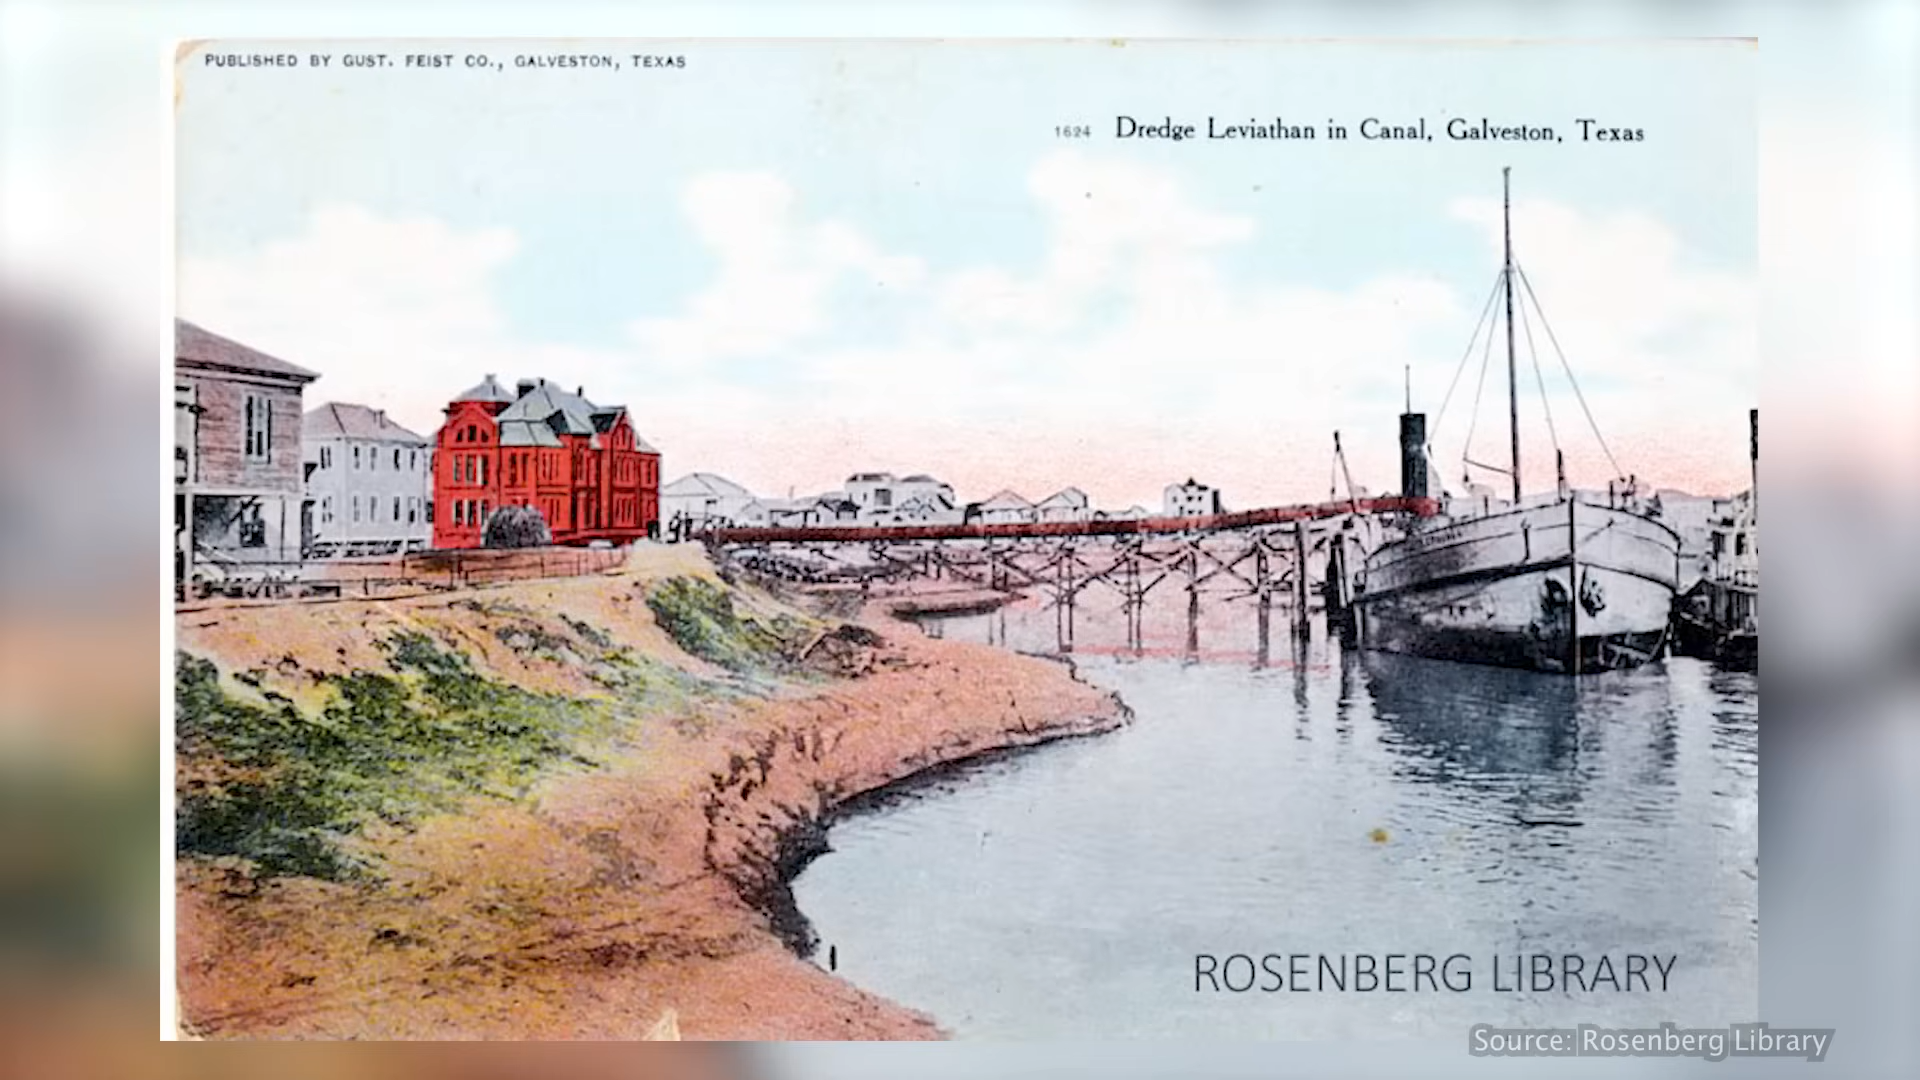 PUBLISHED BY GUST. FEIST CO., GALVESTON, TEXAS
1624 Dredge Leviathan in Canal, Galveston, Texas
ROSENBERG LIBRARY
Source: Rosenberg Library